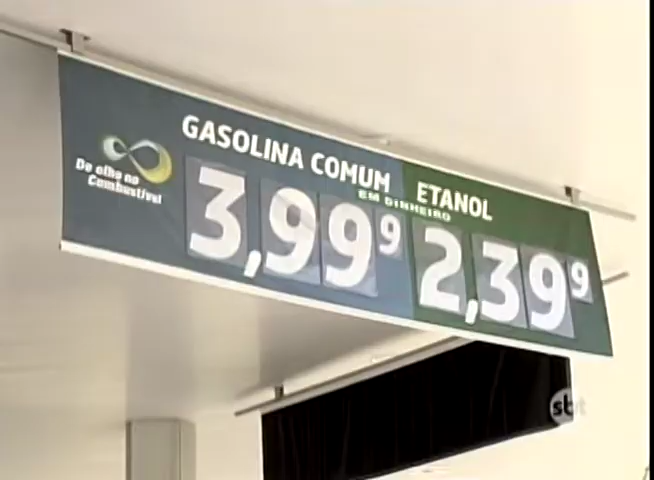 GASOLINA COMUM ETANOL
EM DINHEIRO
De olho no
Combustível
3,999 2,399
sbt